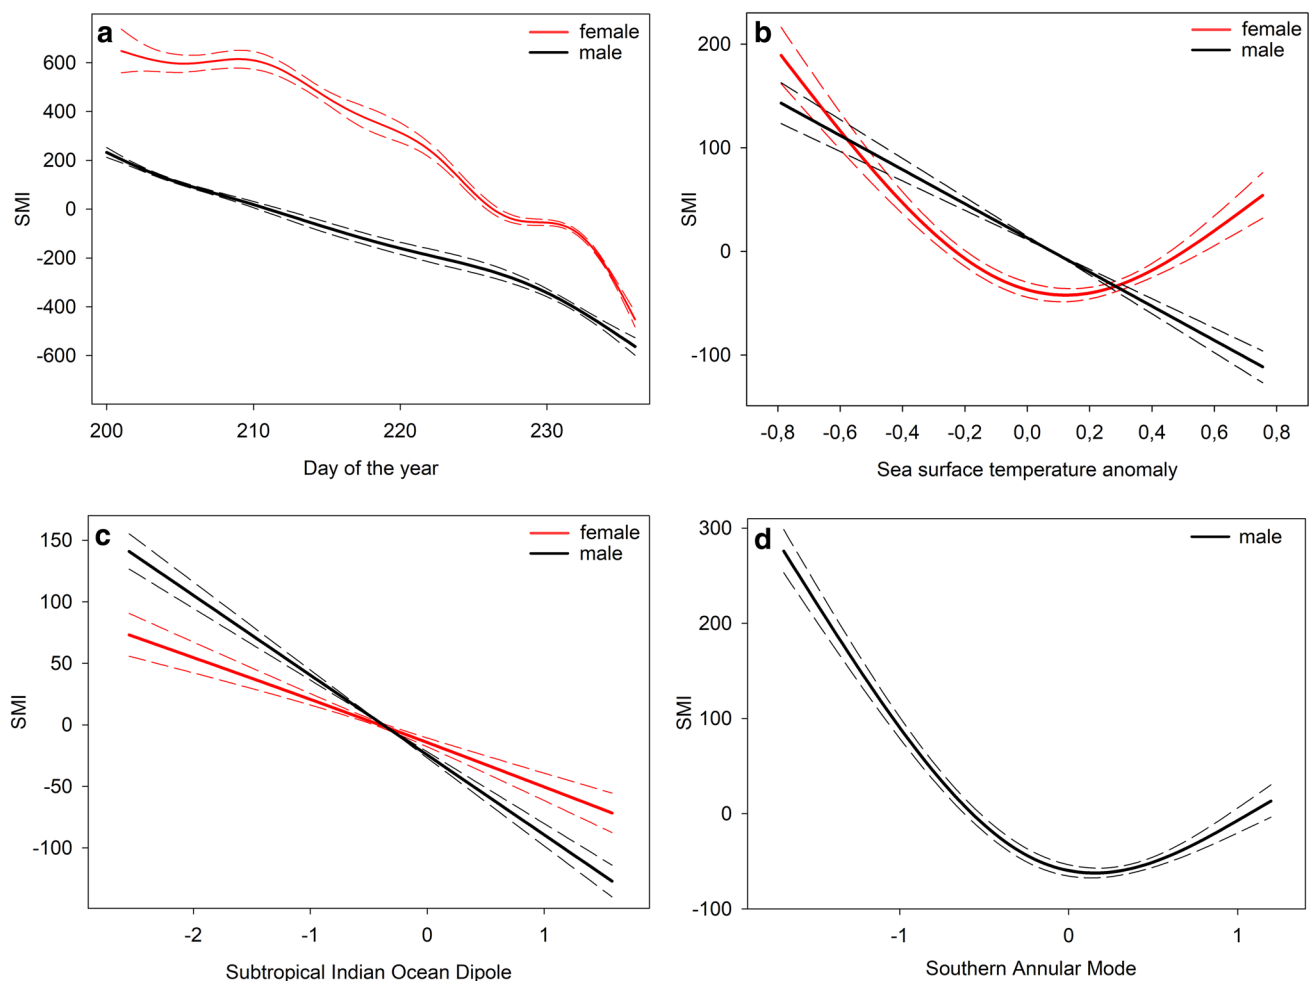 a
female
male
600
400
200
0
-200
-400
-600
SMI
200
210
220
230
Day of the year
b
female
male
200
100
0
-100
SMI
-0,8
-0,6
-0,4
-0,2
0,0
0,2
0,4
0,6
0,8
Sea surface temperature anomaly
c
female
male
150
100
50
0
-50
-100
SMI
-2
-1
0
1
Subtropical Indian Ocean Dipole
d
male
300
200
100
0
-100
SMI
-1
0
1
Southern Annular Mode